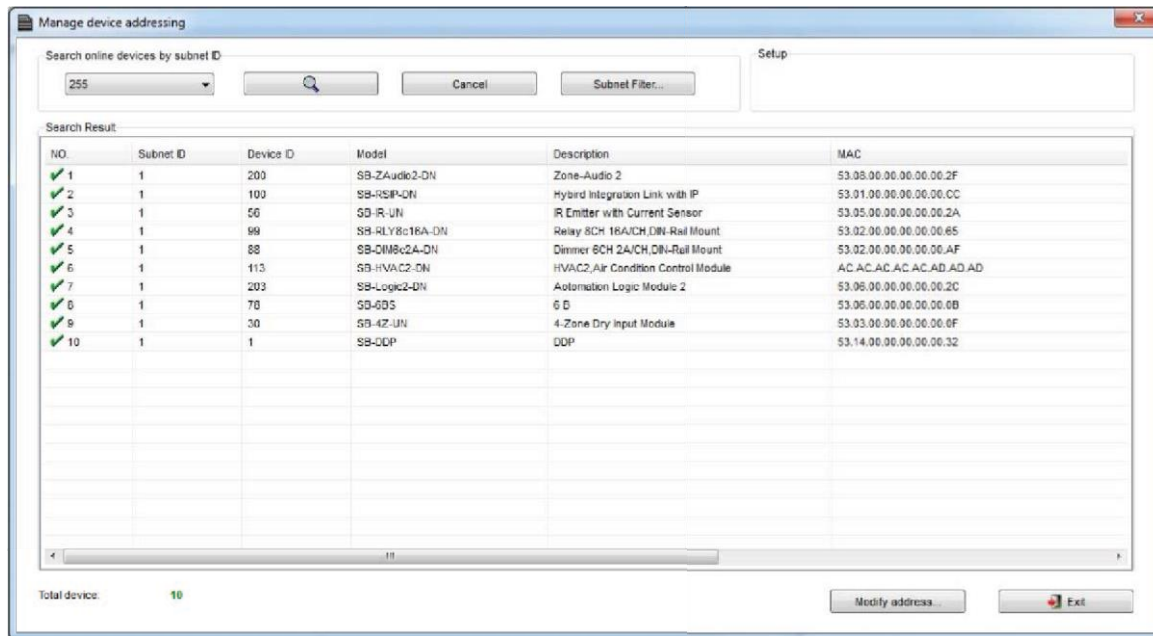 Manage device addressing
Search online devices by subnet ID
Setup
255
Cancel
Subnet Filter...
Search Result
NO. Subnet ID Device ID Model Description MAC
1 1 200 SB-ZAudio2-DN Zone-Audio 2 53.08.00.00.00.00.00.2F
2 1 100 SB-RSIP-DN Hybird Integration Link with IP 53.01.00.00.00.00.00.CC
3 1 56 SB-IR-UN IR Emitter with Current Sensor 53.05.00.00.00.00.00.2A
4 1 99 SB-RLY8c16A-DN Relay 8CH 16A/CH,DIN-Rail Mount 53.02.00.00.00.00.00.65
5 1 88 SB-DIM6c2A-DN Dimmer 6CH 2A/CH,DIN-Rail Mount 53.02.00.00.00.00.00.AF
6 1 113 SB-HVAC2-DN HVAC2,Air Condition Control Module AC.AC.AC.AC.AC.AD.AD.AD
7 1 203 SB-Logic2-DN Aotomation Logic Module 2 53.06.00.00.00.00.00.2C
8 1 78 SB-6BS 6 B 53.06.00.00.00.00.00.0B
9 1 30 SB-4Z-UN 4-Zone Dry Input Module 53.03.00.00.00.00.00.0F
10 1 1 SB-DDP DDP 53.14.00.00.00.00.00.32
Total device: 10
Modify address...
Exit